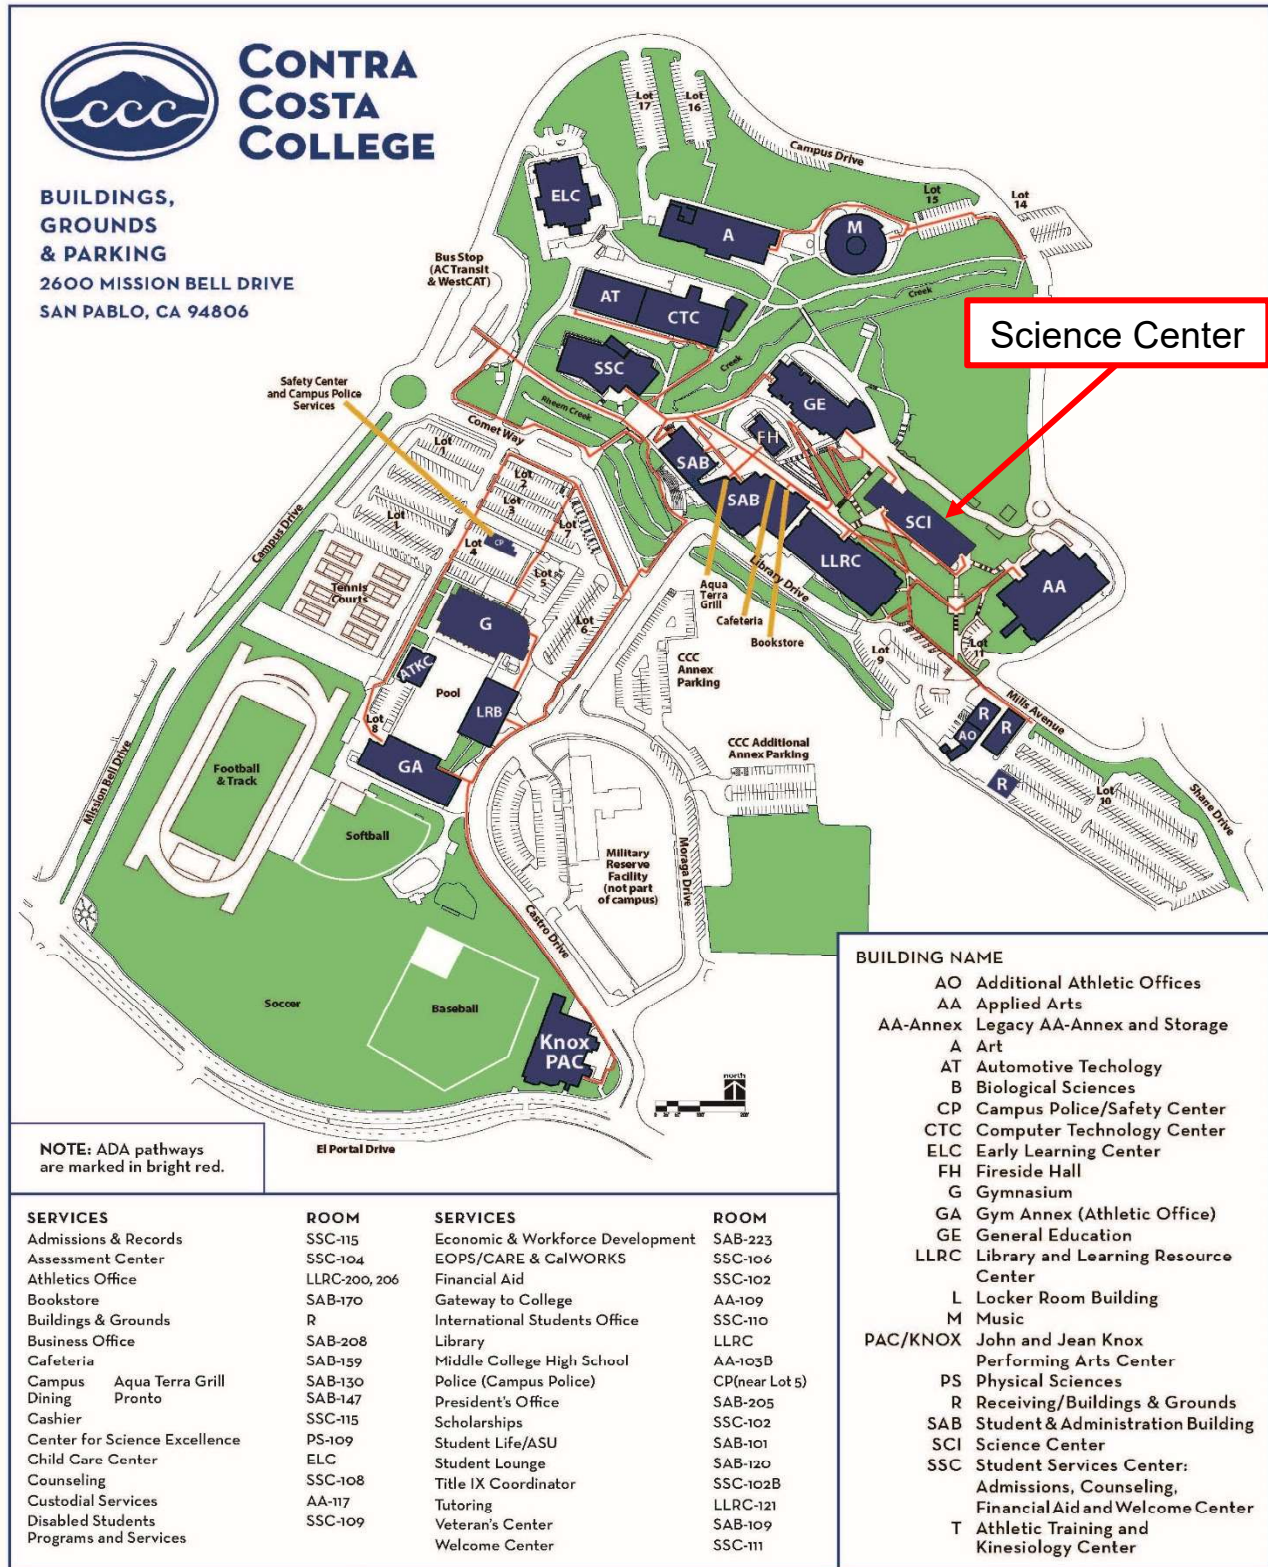 CONTRA
COSTA
COLLEGE
ccc
BUILDINGS,
GROUNDS
& PARKING
2600 MISSION BELL DRIVE
SAN PABLO, CA 94806
Lot
17
Lot
16
Campus Drive
Lot
15
Lot
14
ELC
A
M
Bus Stop
(AC Transit
& WestCAT)
AT
CTC
Creek
Science Center
SSC
Creek
GE
Safety Center
and Campus Police
Services
Rheem Creek
FH
Comet Way
Lot
1
SAB
Lot
2
Lot
3
SAB
SCI
Lot
1
Lot
7
Lot
4
CP
LLRC
Library Drive
Campus Drive
Lot
5
Aqua
Terra
Grill
AA
Tennis
Courts
Cafeteria
G
Lot
6
Bookstore
Lot
9
Lot
11
ATKC
CCC
Annex
Parking
Pool
Mills Avenue
LRB
R
Lot
8
AO
R
CCC Additional
Annex Parking
GA
Football
& Track
R
Lot
10
Shane Drive
Mission Bell Drive
Softball
Moraga Drive
Military
Reserve
Facility
(not part
of campus)
Castro Drive
Soccer
Baseball
Knox
PAC
north
El Portal Drive
NOTE: ADA pathways
are marked in bright red.
BUILDING NAME
AO Additional Athletic Offices
AA Applied Arts
AA-Annex Legacy AA-Annex and Storage
A Art
AT Automotive Techology
B Biological Sciences
CP Campus Police/Safety Center
CTC Computer Technology Center
ELC Early Learning Center
FH Fireside Hall
G Gymnasium
GA Gym Annex (Athletic Office)
GE General Education
LLRC Library and Learning Resource
Center
L Locker Room Building
M Music
PAC/KNOX John and Jean Knox
Performing Arts Center
PS Physical Sciences
R Receiving/Buildings & Grounds
SAB Student & Administration Building
SCI Science Center
SSC Student Services Center:
Admissions, Counseling,
Financial Aid and Welcome Center
T Athletic Training and
Kinesiology Center
SERVICES ROOM
Admissions & Records SSC-115
Assessment Center SSC-104
Athletics Office LLRC-200, 206
Bookstore SAB-170
Buildings & Grounds R
Business Office SAB-208
Cafeteria SAB-159
Campus Aqua Terra Grill SAB-130
Dining Pronto SAB-147
Cashier SSC-115
Center for Science Excellence PS-109
Child Care Center ELC
Counseling SSC-108
Custodial Services AA-117
Disabled Students SSC-109
Programs and Services
SERVICES ROOM
Economic & Workforce Development SAB-223
EOPS/CARE & CalWORKS SSC-106
Financial Aid SSC-102
Gateway to College AA-109
International Students Office SSC-110
Library LLRC
Middle College High School AA-103B
Police (Campus Police) CP(near Lot 5)
President's Office SAB-205
Scholarships SSC-102
Student Life/ASU SAB-101
Student Lounge SAB-120
Title IX Coordinator SSC-102B
Tutoring LLRC-121
Veteran's Center SAB-109
Welcome Center SSC-111